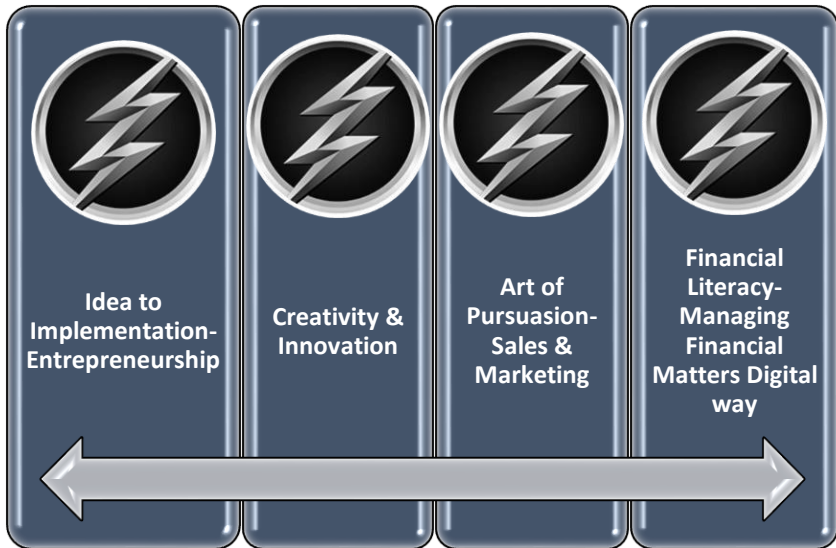 Idea to
Implementation-
Entrepreneurship
Creativity &
Innovation
Art of
Pursuasion-
Sales &
Marketing
Financial
Literacy-
Managing
Financial
Matters Digital
way